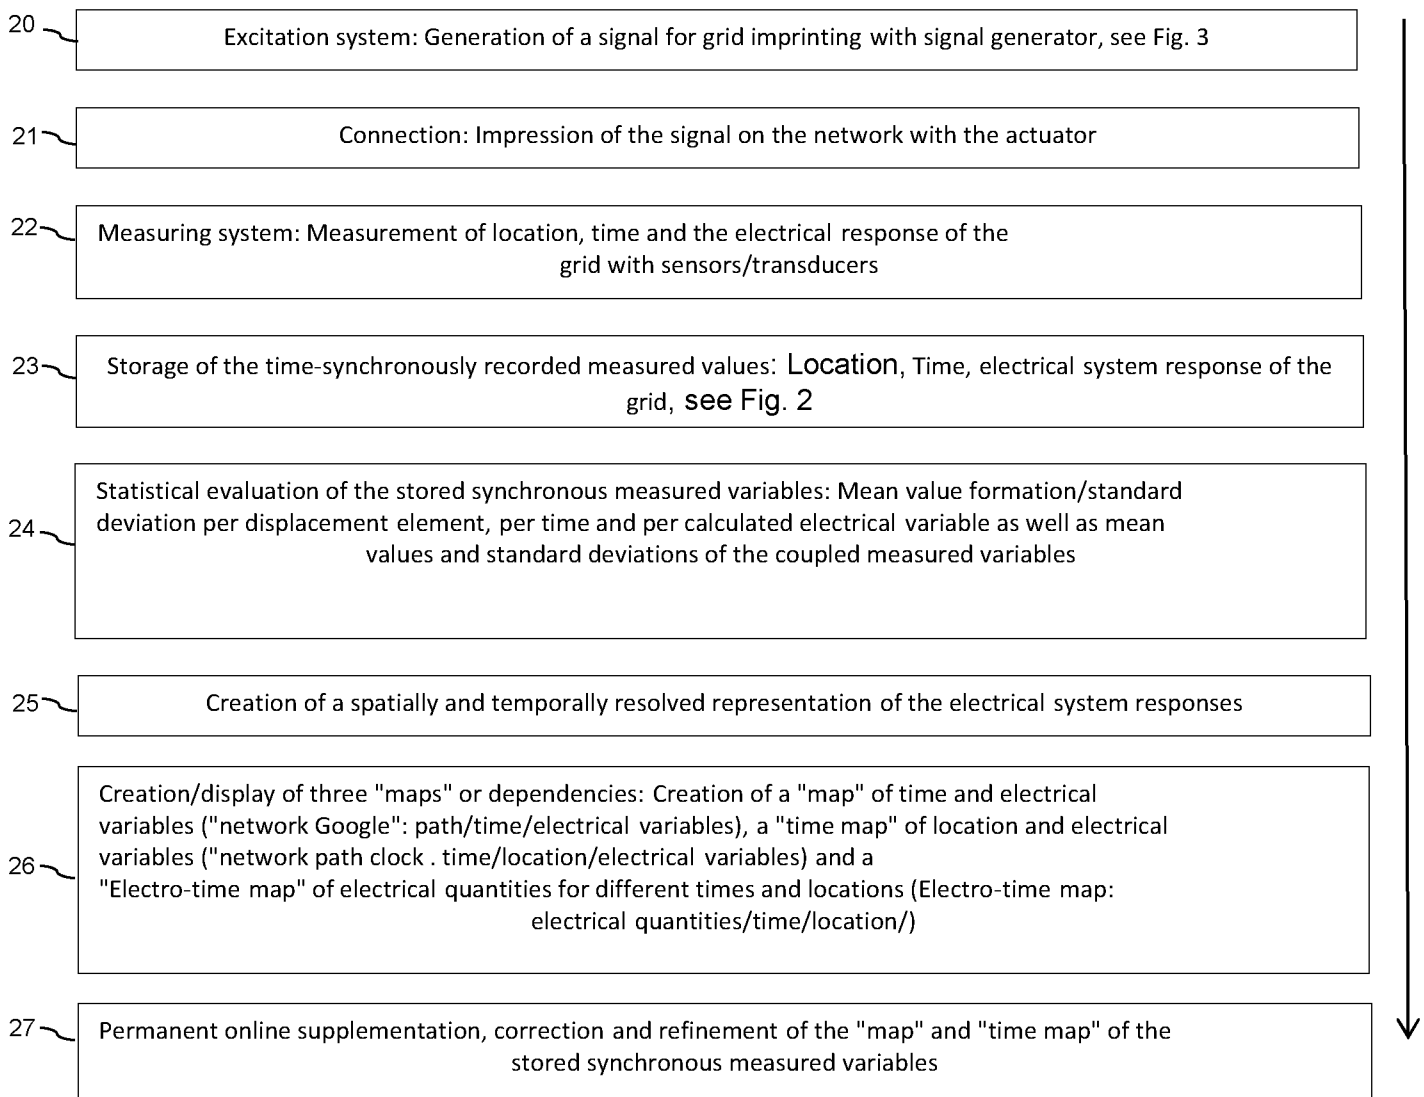 20
Excitation system: Generation of a signal for grid imprinting with signal generator, see Fig. 3
21
Connection: Impression of the signal on the network with the actuator
22
Measuring system: Measurement of location, time and the electrical response of the
grid with sensors/transducers
23
Storage of the time-synchronously recorded measured values: Location, Time, electrical system response of the
grid, see Fig. 2
24
Statistical evaluation of the stored synchronous measured variables: Mean value formation/standard
deviation per displacement element, per time and per calculated electrical variable as well as mean
values and standard deviations of the coupled measured variables
25
Creation of a spatially and temporally resolved representation of the electrical system responses
26
Creation/display of three "maps" or dependencies: Creation of a "map" of time and electrical
variables ("network Google": path/time/electrical variables), a "time map" of location and electrical
variables ("network path clock . time/location/electrical variables) and a
"Electro-time map" of electrical quantities for different times and locations (Electro-time map:
electrical quantities/time/location/)
27
Permanent online supplementation, correction and refinement of the "map" and "time map" of the
stored synchronous measured variables